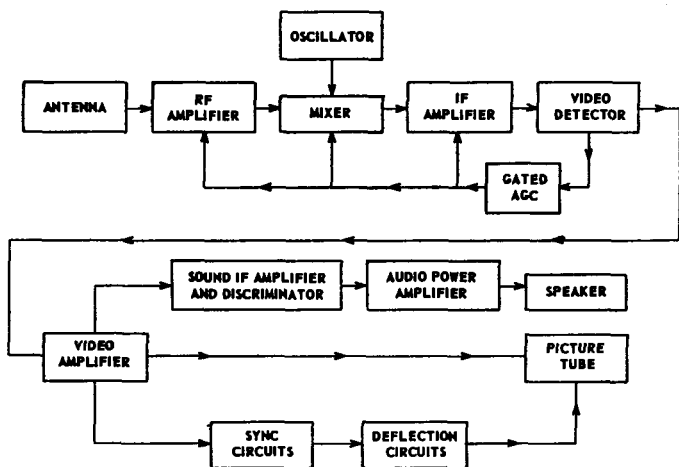 OSCILLATOR
ANTENNA
RF
AMPLIFIER
MIXER
IF
AMPLIFIER
VIDEO
DETECTOR
GATED
AGC
SOUND IF AMPLIFIER
AND DISCRIMINATOR
AUDIO POWER
AMPLIFIER
SPEAKER
VIDEO
AMPLIFIER
PICTURE
TUBE
SYNC
CIRCUITS
DEFLECTION
CIRCUITS